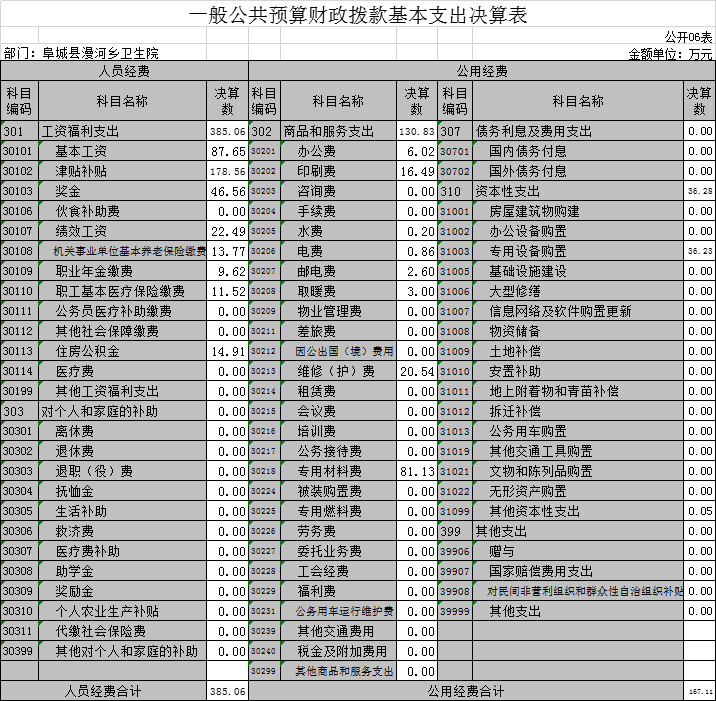 一般公共预算财政拨款基本支出决算表
公开06表
部门：阜城县漫河乡卫生院 金额单位：万元
人员经费 公用经费
科目编码 科目名称 决算数 科目编码 科目名称 决算数 科目编码 科目名称 决算数
301 工资福利支出 385.06 302 商品和服务支出 130.83 307 债务利息及费用支出 0.00
30101 基本工资 87.65 30201 办公费 6.02 30701 国内债务付息 0.00
30102 津贴补贴 178.56 30202 印刷费 16.49 30702 国外债务付息 0.00
30103 奖金 46.56 30203 咨询费 0.00 310 资本性支出 36.28
30106 伙食补助费 0.00 30204 手续费 0.00 31001 房屋建筑物购建 0.00
30107 绩效工资 22.49 30205 水费 0.20 31002 办公设备购置 0.00
30108 机关事业单位基本养老保险缴费 13.77 30206 电费 0.86 31003 专用设备购置 36.23
30109 职业年金缴费 9.62 30207 邮电费 2.60 31005 基础设施建设 0.00
30110 职工基本医疗保险缴费 11.52 30208 取暖费 3.00 31006 大型修缮 0.00
30111 公务员医疗补助缴费 0.00 30209 物业管理费 0.00 31007 信息网络及软件购置更新 0.00
30112 其他社会保障缴费 0.00 30211 差旅费 0.00 31008 物资储备 0.00
30113 住房公积金 14.91 30212 因公出国（境）费用 0.00 31009 土地补偿 0.00
30114 医疗费 0.00 30213 维修（护）费 20.54 31010 安置补助 0.00
30199 其他工资福利支出 0.00 30214 租赁费 0.00 31011 地上附着物和青苗补偿 0.00
303 对个人和家庭的补助 0.00 30215 会议费 0.00 31012 拆迁补偿 0.00
30301 离休费 0.00 30216 培训费 0.00 31013 公务用车购置 0.00
30302 退休费 0.00 30217 公务接待费 0.00 31019 其他交通工具购置 0.00
30303 退职（役）费 0.00 30218 专用材料费 81.13 31021 文物和陈列品购置 0.00
30304 抚恤金 0.00 30224 被装购置费 0.00 31022 无形资产购置 0.00
30305 生活补助 0.00 30225 专用燃料费 0.00 31099 其他资本性支出 0.05
30306 救济费 0.00 30226 劳务费 0.00 399 其他支出 0.00
30307 医疗费补助 0.00 30227 委托业务费 0.00 39906 赠与 0.00
30308 助学金 0.00 30228 工会经费 0.00 39907 国家赔偿费用支出 0.00
30309 奖励金 0.00 30229 福利费 0.00 39908 对民间非营利组织和群众性自治组织补贴 0.00
30310 个人农业生产补贴 0.00 30231 公务用车运行维护费 0.00 39999 其他支出 0.00
30311 代缴社会保险费 0.00 30239 其他交通费用 0.00
30399 其他对个人和家庭的补助 0.00 30240 税金及附加费用 0.00
30299 其他商品和服务支出 0.00
人员经费合计 385.06 公用经费合计 167.11